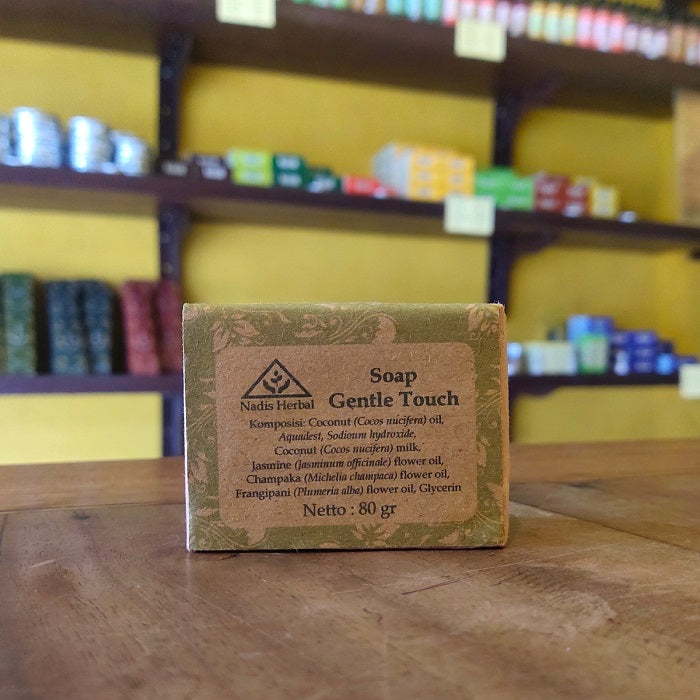 Nadis Herbal
Soap
Gentle Touch
Komposisi: Coconut (Cocos nucifera) oil,
Aquadest, Sodioum hydroxide,
Coconut (Cocos nucifera) milk,
Jasmine (Jasminum officinale) flower oil,
Champaka (Michelia champaca) flower oil,
Frangipani (Plumeria alba) flower oil, Glycerin
Netto : 80 gr